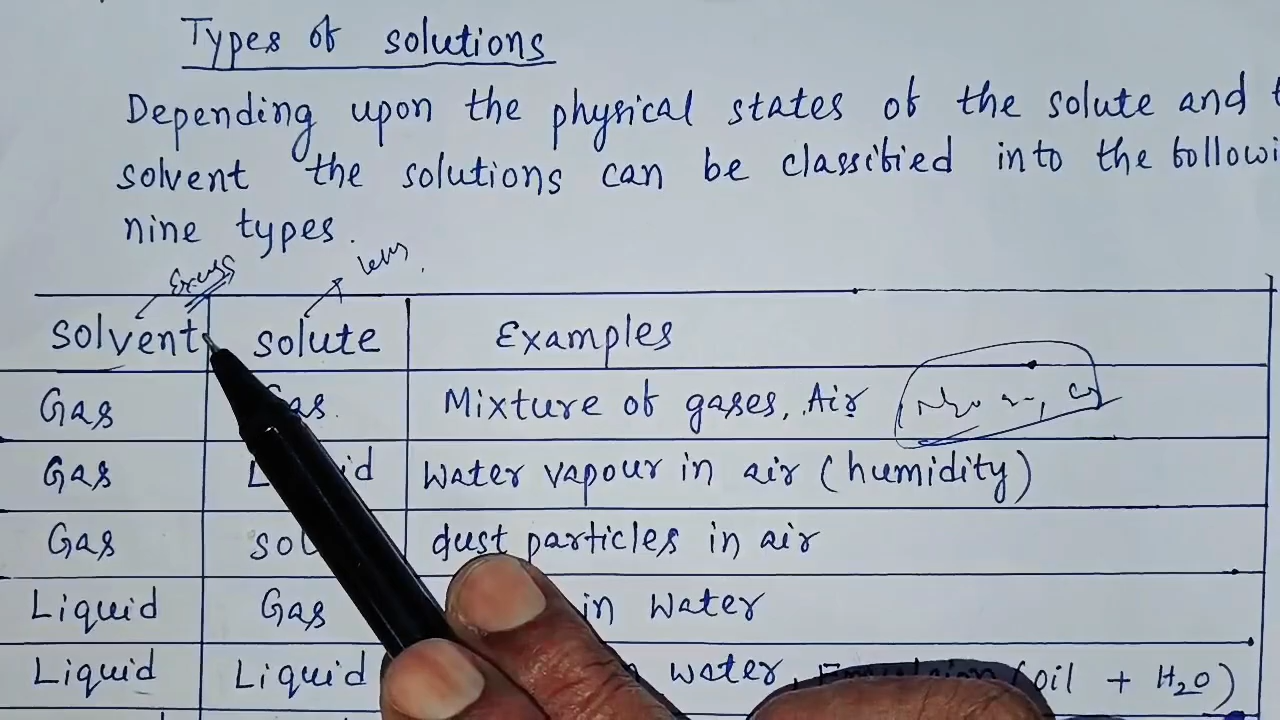 Types of solutions
Depending upon the physical states of the solute and
solvent the solutions can be classified into the
nine types.
Excess less
Solvent solute Examples
Gas Gas Mixture of gases, Air
Gas Water vapour in air (humidity)
Gas dust particles in air
Liquid Gas in Water
Liquid Liquid water, Emulsion (oil + H₂O)